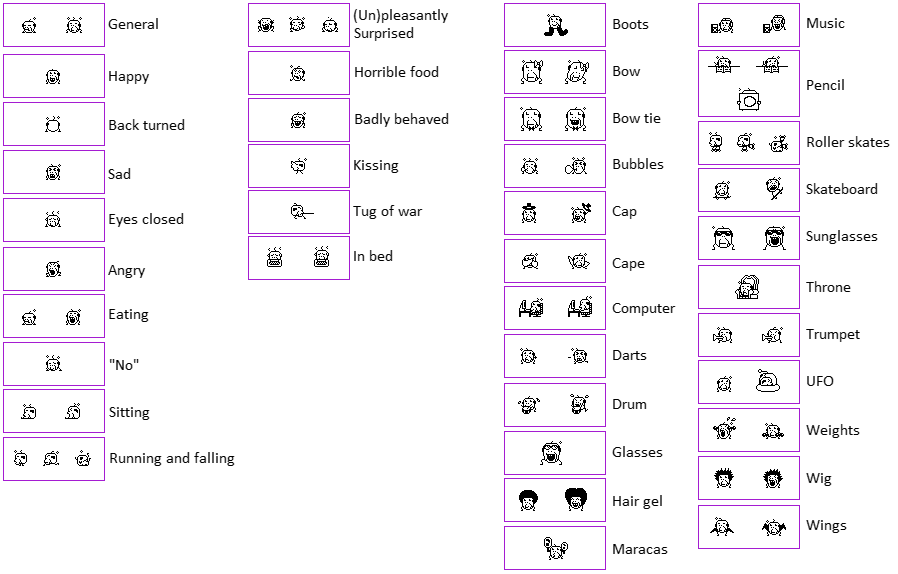 General
Happy
Back turned
Sad
Eyes closed
Angry
Eating
"No"
Sitting
Running and falling
(Un)pleasantly
Surprised
Horrible food
Badly behaved
Kissing
Tug of war
In bed
Boots
Bow
Bow tie
Bubbles
Cap
Cape
Computer
Darts
Drum
Glasses
Hair gel
Maracas
Music
Pencil
Roller skates
Skateboard
Sunglasses
Throne
Trumpet
UFO
Weights
Wig
Wings